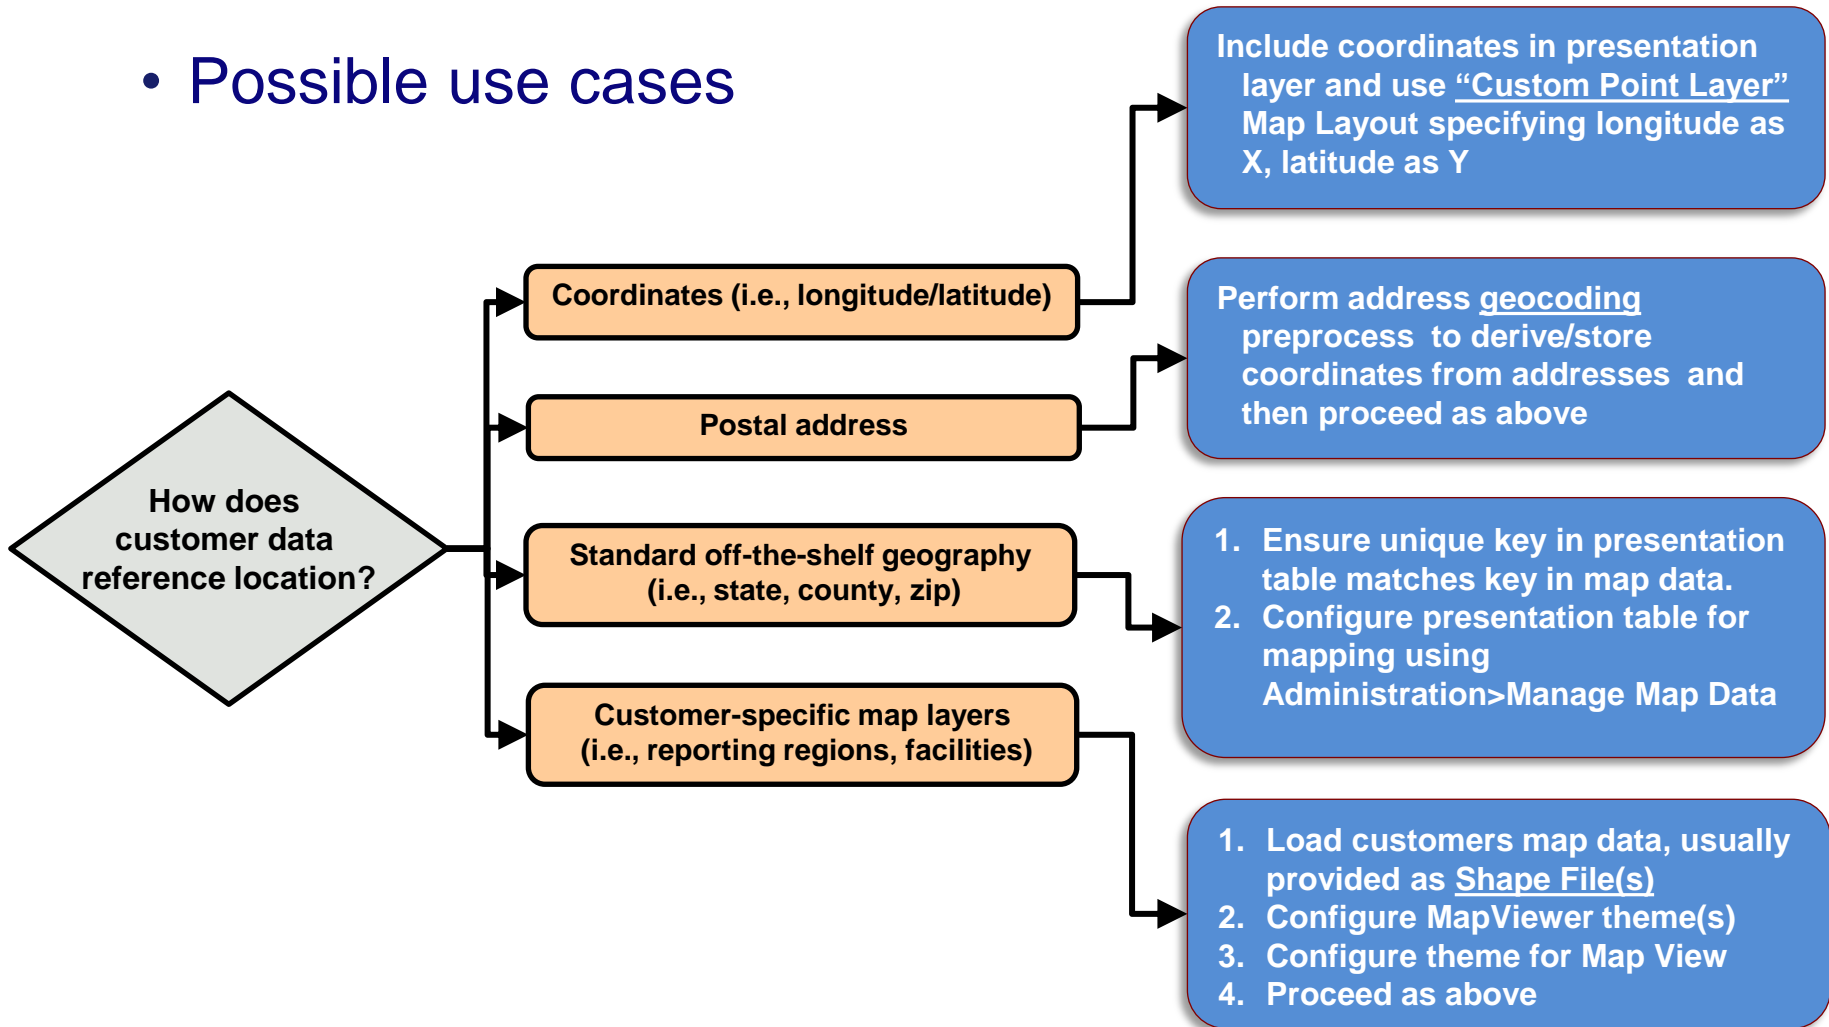 • Possible use cases
Include coordinates in presentation
layer and use “Custom Point Layer”
Map Layout specifying longitude as
X, latitude as Y
Coordinates (i.e., longitude/latitude)
Perform address geocoding
preprocess to derive/store
coordinates from addresses and
then proceed as above
Postal address
How does
customer data
reference location?
Standard off-the-shelf geography
(i.e., state, county, zip)
1. Ensure unique key in presentation
table matches key in map data.
2. Configure presentation table for
mapping using
Administration>Manage Map Data
Customer-specific map layers
(i.e., reporting regions, facilities)
1. Load customers map data, usually
provided as Shape File(s)
2. Configure MapViewer theme(s)
3. Configure theme for Map View
4. Proceed as above